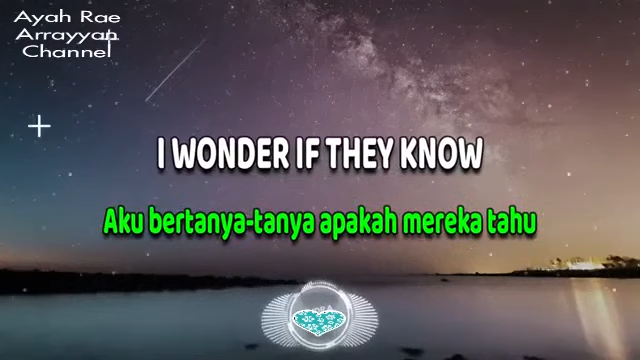 Ayah Rae
Arrayyan
Channel
I WONDER IF THEY KNOW
Aku bertanya-tanya apakah mereka tahu